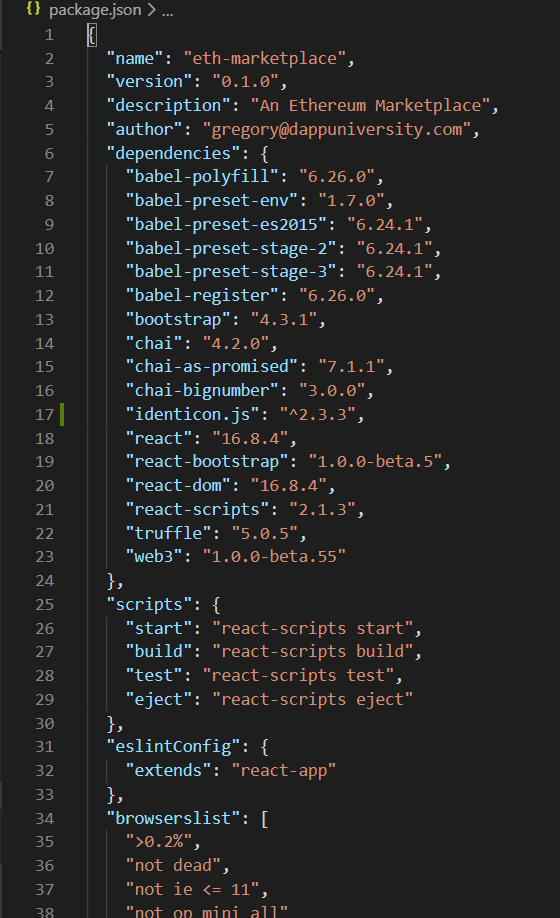 {} package.json > ...
1 {
2 "name": "eth-marketplace",
3 "version": "0.1.0",
4 "description": "An Ethereum Marketplace",
5 "author": "gregory@dappuniversity.com",
6 "dependencies": {
7 "babel-polyfill": "6.26.0",
8 "babel-preset-env": "1.7.0",
9 "babel-preset-es2015": "6.24.1",
10 "babel-preset-stage-2": "6.24.1",
11 "babel-preset-stage-3": "6.24.1",
12 "babel-register": "6.26.0",
13 "bootstrap": "4.3.1",
14 "chai": "4.2.0",
15 "chai-as-promised": "7.1.1",
16 "chai-bignumber": "3.0.0",
17 "identicon.js": "^2.3.3",
18 "react": "16.8.4",
19 "react-bootstrap": "1.0.0-beta.5",
20 "react-dom": "16.8.4",
21 "react-scripts": "2.1.3",
22 "truffle": "5.0.5",
23 "web3": "1.0.0-beta.55"
24 },
25 "scripts": {
26 "start": "react-scripts start",
27 "build": "react-scripts build",
28 "test": "react-scripts test",
29 "eject": "react-scripts eject"
30 },
31 "eslintConfig": {
32 "extends": "react-app"
33 },
34 "browserslist": [
35 ">0.2%",
36 "not dead",
37 "not ie <= 11",
38 "not op_mini all"